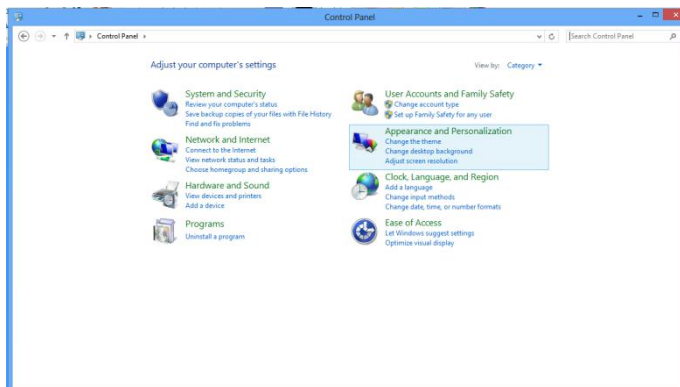 Control Panel
Control Panel
Search Control Panel
Adjust your computer's settings
View by: Category
System and Security
Review your computer's status
Save backup copies of your files with File History
Find and fix problems
Network and Internet
Connect to the Internet
View network status and tasks
Choose homegroup and sharing options
Hardware and Sound
View devices and printers
Add a device
Programs
Uninstall a program
User Accounts and Family Safety
Change account type
Set up Family Safety for any user
Appearance and Personalization
Change the theme
Change desktop background
Adjust screen resolution
Clock, Language, and Region
Add a language
Change input methods
Change date, time, or number formats
Ease of Access
Let Windows suggest settings
Optimize visual display